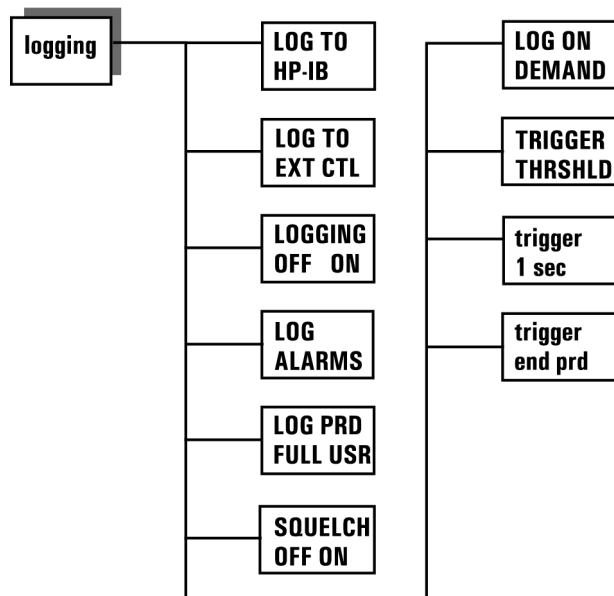 logging
LOG TO
HP-IB
LOG TO
EXT CTL
LOGGING
OFF ON
LOG
ALARMS
LOG PRD
FULL USR
SQUELCH
OFF ON
LOG ON
DEMAND
TRIGGER
THRSHLD
trigger
1 sec
trigger
end prd